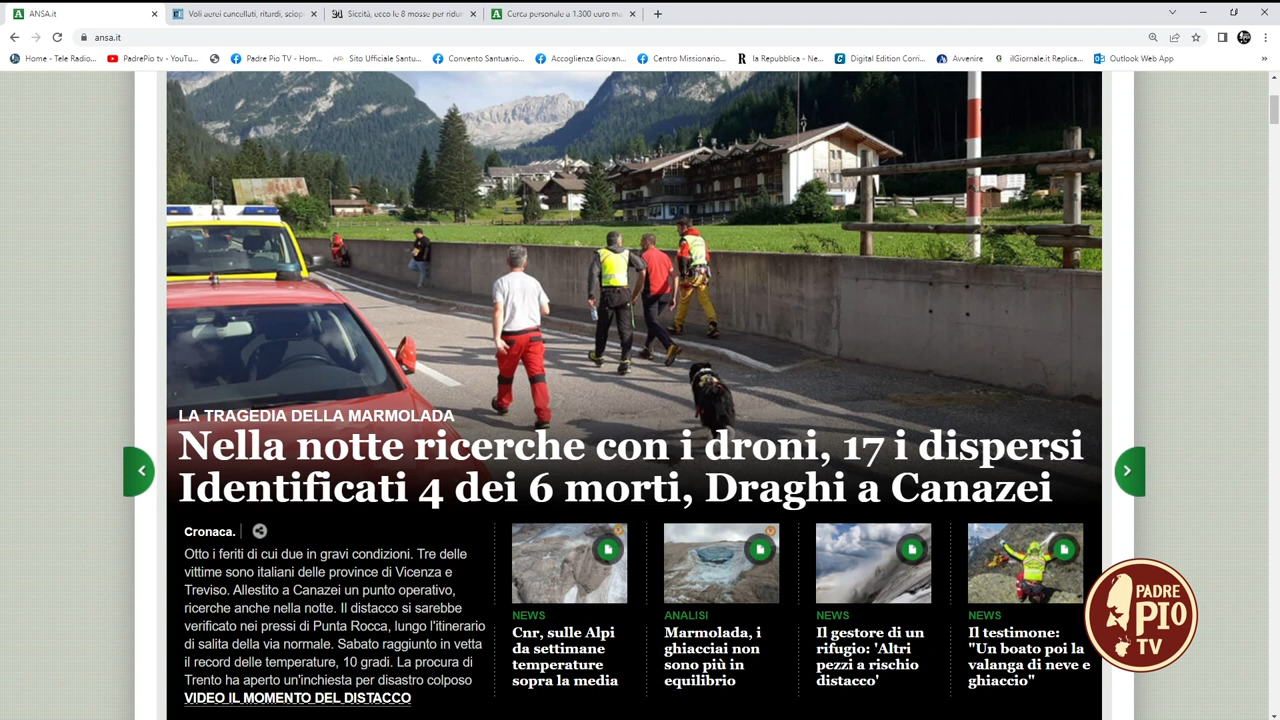 ANSA.it
Voli aerei cancellati, ritardi, sciop
Siccità, ecco le 8 mosse per ridur
Cerca personale a 1.300 euro ma
ansa.it
Home - Tele Radio...
PadrePio tv - YouTu...
Padre Pio TV - Hom...
Sito Ufficiale Santu...
Convento Santuario...
Accoglienza Giovan...
Centro Missionario...
la Repubblica - Ne...
Digital Edition Corri...
Avvenire
ilGiornale.it Replica...
Outlook Web App
LA TRAGEDIA DELLA MARMOLADA
Nella notte ricerche con i droni, 17 i dispersi
Identificati 4 dei 6 morti, Draghi a Canazei
Cronaca.
Otto i feriti di cui due in gravi condizioni. Tre delle
vittime sono italiani delle province di Vicenza e
Treviso. Allestito a Canazei un punto operativo,
ricerche anche nella notte. Il distacco si sarebbe
verificato nei pressi di Punta Rocca, lungo l'itinerario
di salita della via normale. Sabato raggiunto in vetta
il record delle temperature, 10 gradi. La procura di
Trento ha aperto un'inchiesta per disastro colposo
VIDEO IL MOMENTO DEL DISTACCO
NEWS
Cnr, sulle Alpi
da settimane
temperature
sopra la media
ANALISI
Marmolada, i
ghiacciai non
sono più in
equilibrio
NEWS
Il gestore di un
rifugio: 'Altri
pezzi a rischio
distacco'
NEWS
Il testimone:
"Un boato poi la
valanga di neve e
ghiaccio"
PADRE
PIO
TV